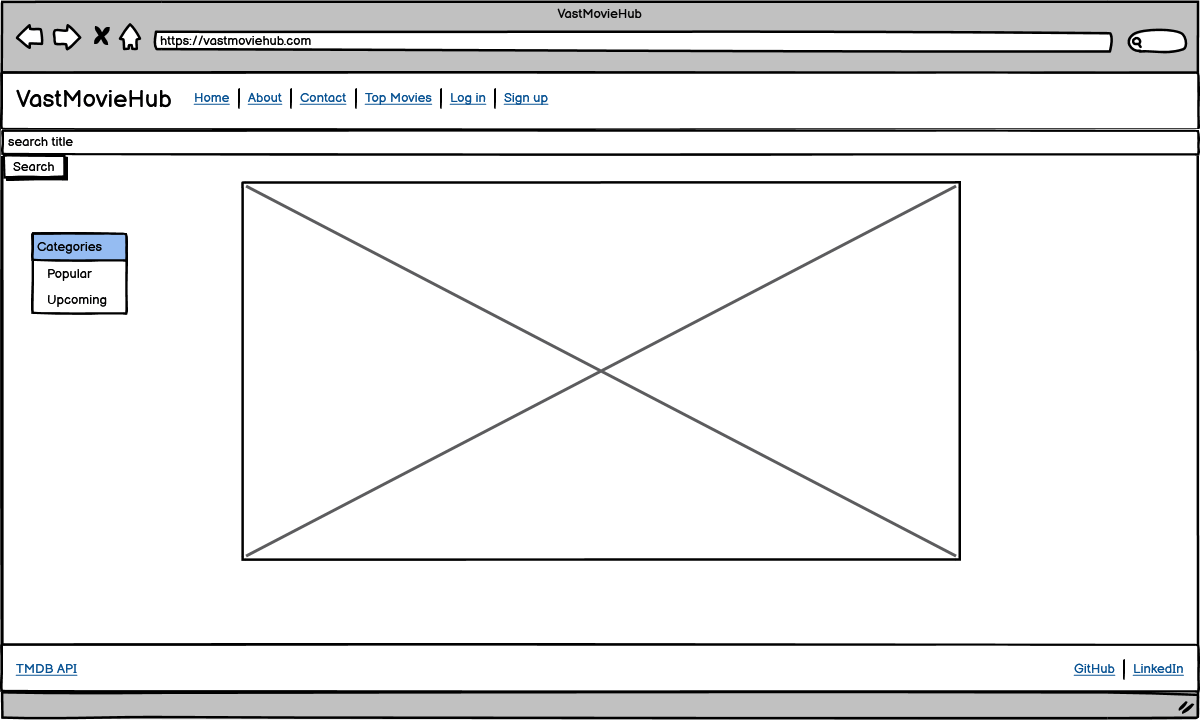 VastMovieHub
https://vastmoviehub.com
VastMovieHub Home About Contact Top Movies Log in Sign up
search title
Search
Categories
Popular
Upcoming
TMDB API GitHub LinkedIn